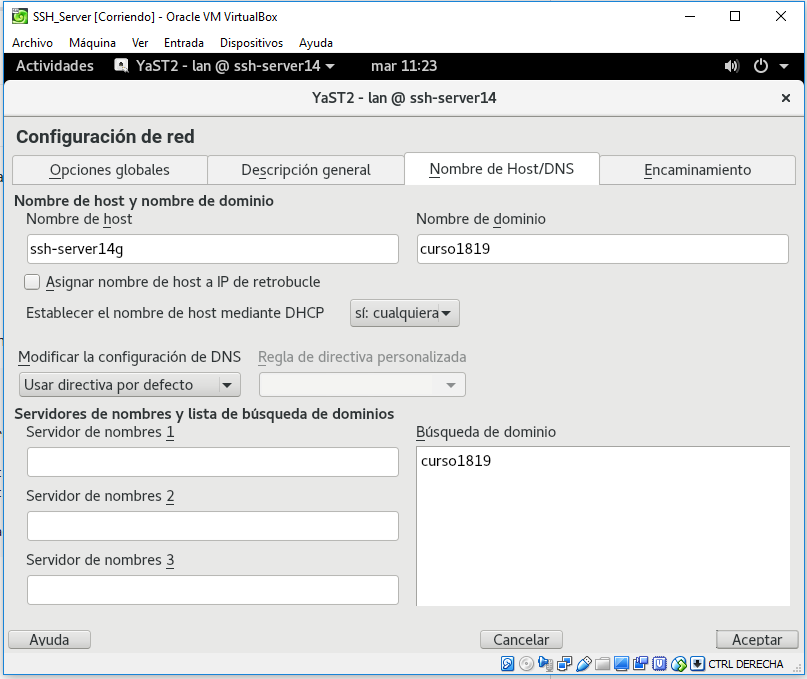 SSH_Server [Corriendo] - Oracle VM VirtualBox
Archivo Máquina Ver Entrada Dispositivos Ayuda
Actividades YaST2 - lan @ ssh-server14 mar 11:23
YaST2 - lan @ ssh-server14
Configuración de red
Opciones globales Descripción general Nombre de Host/DNS Encaminamiento
Nombre de host y nombre de dominio
Nombre de host Nombre de dominio
ssh-server14g curso1819
Asignar nombre de host a IP de retrobucle
Establecer el nombre de host mediante DHCP sí: cualquiera
Modificar la configuración de DNS Regla de directiva personalizada
Usar directiva por defecto
Servidores de nombres y lista de búsqueda de dominios
Servidor de nombres 1 Búsqueda de dominio
curso1819
Servidor de nombres 2
Servidor de nombres 3
Ayuda Cancelar Aceptar
CTRL DERECHA